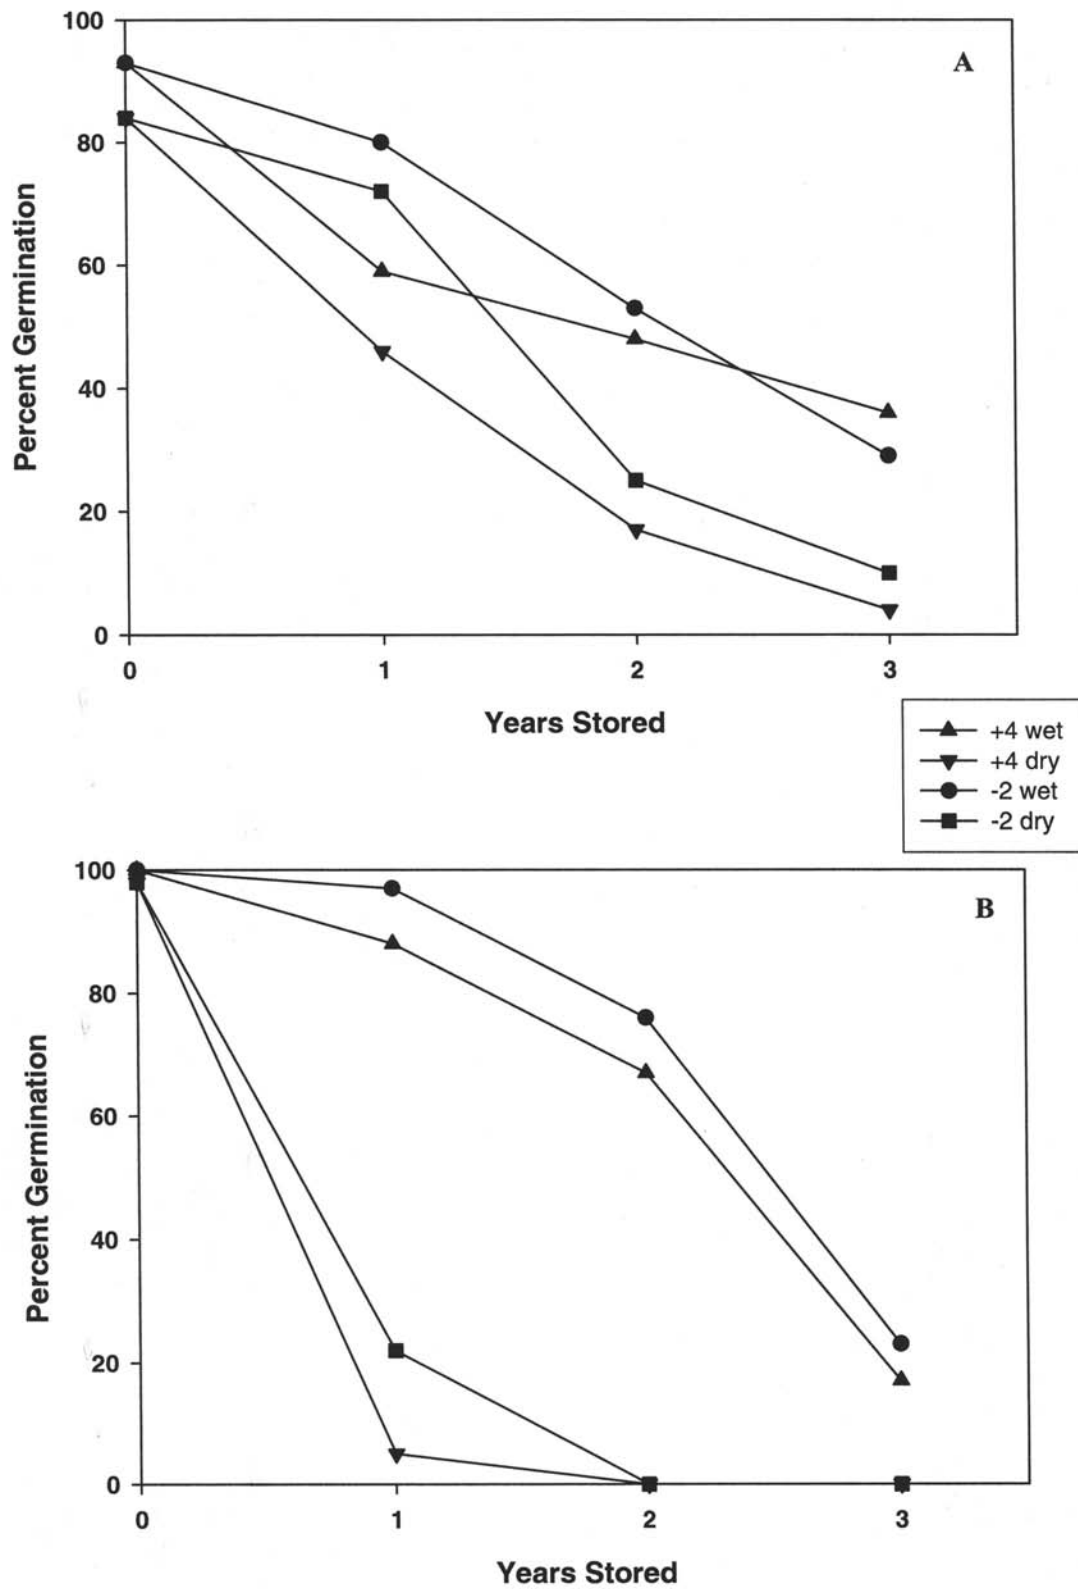 A
100
80
60
40
20
0
Percent Germination
0 1 2 3
Years Stored
+4 wet
+4 dry
-2 wet
-2 dry
B
100
80
60
40
20
0
Percent Germination
0 1 2 3
Years Stored